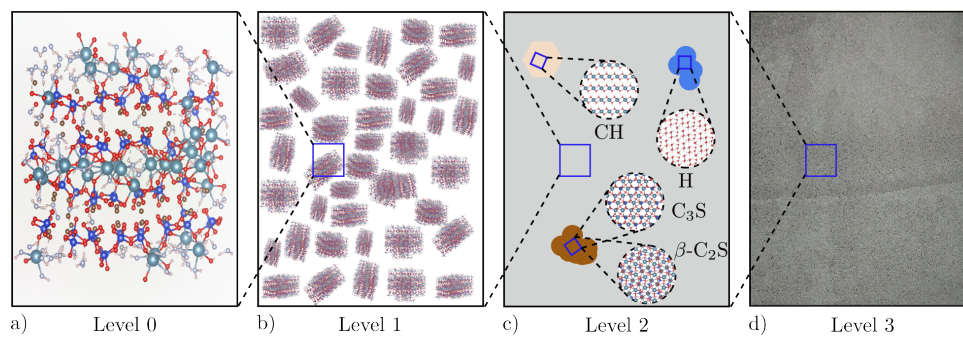 CH
H
C₃S
β-C₂S
a) Level 0
b) Level 1
c) Level 2
d) Level 3